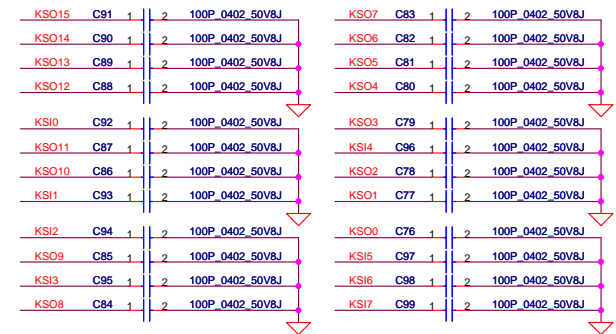 KSO15 C91 1 2 100P_0402_50V8J
KSO14 C90 1 2 100P_0402_50V8J
KSO13 C89 1 2 100P_0402_50V8J
KSO12 C88 1 2 100P_0402_50V8J
KSI0 C92 1 2 100P_0402_50V8J
KSO11 C87 1 2 100P_0402_50V8J
KSO10 C86 1 2 100P_0402_50V8J
KSI1 C93 1 2 100P_0402_50V8J
KSI2 C94 1 2 100P_0402_50V8J
KSO9 C85 1 2 100P_0402_50V8J
KSI3 C95 1 2 100P_0402_50V8J
KSO8 C84 1 2 100P_0402_50V8J
KSO7 C83 1 2 100P_0402_50V8J
KSO6 C82 1 2 100P_0402_50V8J
KSO5 C81 1 2 100P_0402_50V8J
KSO4 C80 1 2 100P_0402_50V8J
KSO3 C79 1 2 100P_0402_50V8J
KSI4 C96 1 2 100P_0402_50V8J
KSO2 C78 1 2 100P_0402_50V8J
KSO1 C77 1 2 100P_0402_50V8J
KSO0 C76 1 2 100P_0402_50V8J
KSI5 C97 1 2 100P_0402_50V8J
KSI6 C98 1 2 100P_0402_50V8J
KSI7 C99 1 2 100P_0402_50V8J